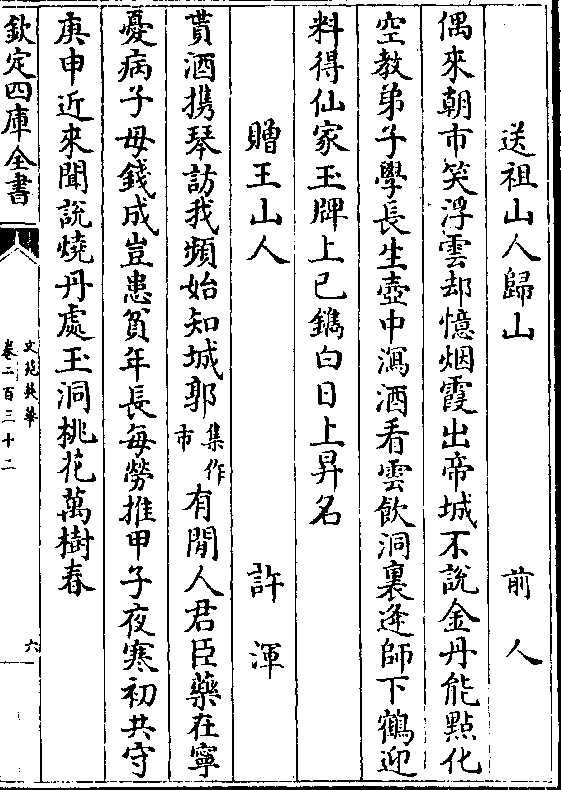 送祖山人歸山 前人
偶來朝市笑浮雲却憶烟霞出帝城不說金丹能點化
空教弟子學長生壺中瀉酒看雲飲洞裏逄師下鶴迎
料得仙家玉牌上已鐫白日上昇名
贈王山人 許渾
貰酒携琴訪我頻始知城郭集作市有閒人君臣藥在寧
憂病子母錢成豈患貧年長每勞推甲子夜寒初共守
庚申近來聞說燒丹處玉洞桃花萬樹春
欽定四庫全書
文苑英華
卷二百三十二
六